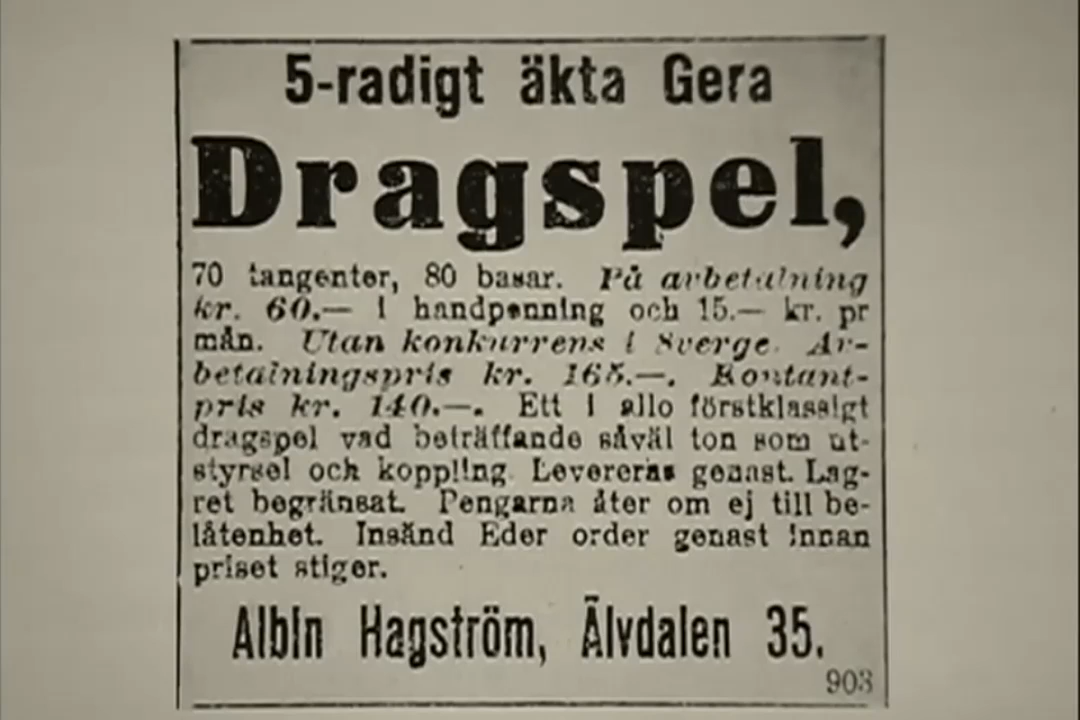 5-radigt äkta Gera
Dragspel,
70 tangenter, 80 basar. På avbetalning
kr. 60.— i handpenning och 15.— kr. pr
mån. Utan konkurrens i Sverge. Av-
betalningspris kr. 165.—. Kontant-
pris kr. 140.—. Ett i allo förstklassigt
dragspel vad beträffande såväl ton som ut-
styrsel och koppling. Levereras genast. Lag-
ret begränsat. Pengarna åter om ej till be-
låtenhet. Insänd Eder order genast innan
priset stiger.
Albin Hagström, Älvdalen 35.
903